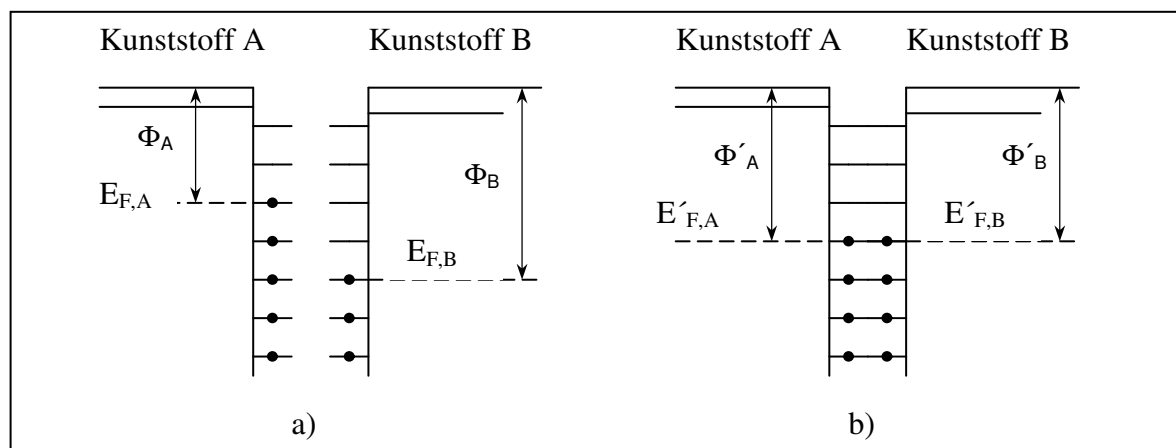 Kunststoff A
Kunststoff B
Φ_A
Φ_B
E_F,A
E_F,B
a)
Kunststoff A
Kunststoff B
Φ´_A
Φ´_B
E´_F,A
E´_F,B
b)